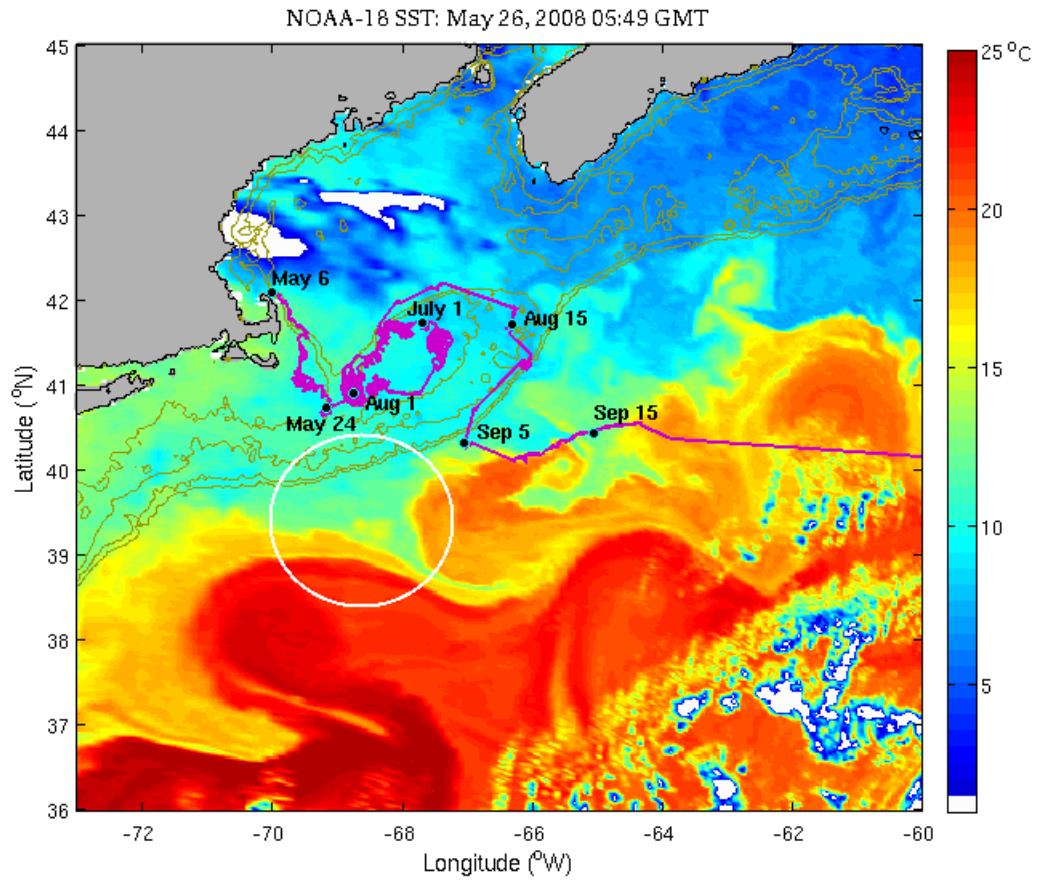 NOAA-18 SST: May 26, 2008 05:49 GMT
45
44
43
42
41
40
39
38
37
36
Latitude (°N)
May 6
July 1
Aug 15
Aug 1
May 24
Sep 5
Sep 15
-72
-70
-68
-66
-64
-62
-60
Longitude (°W)
25 °C
20
15
10
5